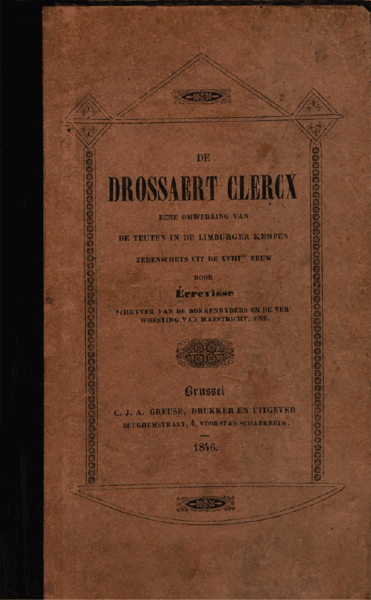 DE
DROSSAERT CLERCX
EENE OMWERKING VAN
DE TEUTEN IN DE LIMBURGER KEMPEN
ZEDENSCHETS UIT DE XVIIIde EEUW
DOOR
Ecrevisse
SCHRYVER VAN DE BOKKENRYDERS EN DE VER-
WOESTING VAN MAESTRICHT, ENZ.
Brussel
C. J. A. GREUSE, DRUKKER EN UITGEVER
BEUGHEMSTRAET, 4, VOORSTAD SCHAERBEEK.
1846.